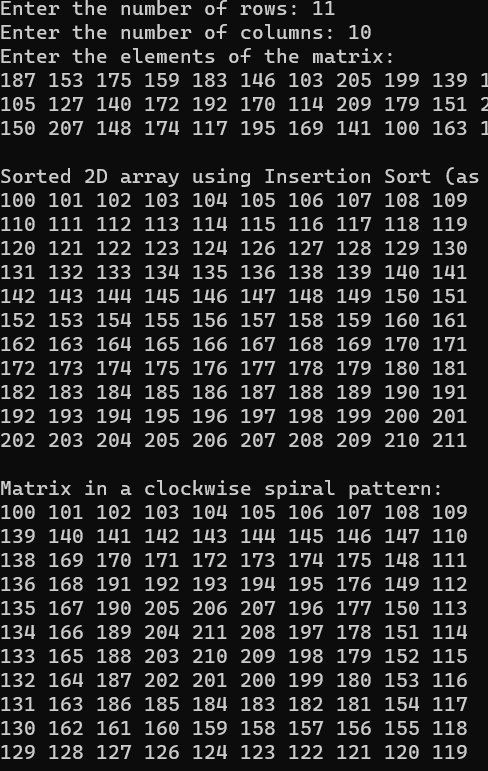 Enter the number of rows: 11
Enter the number of columns: 10
Enter the elements of the matrix:
187 153 175 159 183 146 103 205 199 139 1
105 127 140 172 192 170 114 209 179 151 2
150 207 148 174 117 195 169 141 100 163 1
Sorted 2D array using Insertion Sort (as
100 101 102 103 104 105 106 107 108 109
110 111 112 113 114 115 116 117 118 119
120 121 122 123 124 126 127 128 129 130
131 132 133 134 135 136 138 139 140 141
142 143 144 145 146 147 148 149 150 151
152 153 154 155 156 157 158 159 160 161
162 163 164 165 166 167 168 169 170 171
172 173 174 175 176 177 178 179 180 181
182 183 184 185 186 187 188 189 190 191
192 193 194 195 196 197 198 199 200 201
202 203 204 205 206 207 208 209 210 211
Matrix in a clockwise spiral pattern:
100 101 102 103 104 105 106 107 108 109
139 140 141 142 143 144 145 146 147 110
138 169 170 171 172 173 174 175 148 111
136 168 191 192 193 194 195 176 149 112
135 167 190 205 206 207 196 177 150 113
134 166 189 204 211 208 197 178 151 114
133 165 188 203 210 209 198 179 152 115
132 164 187 202 201 200 199 180 153 116
131 163 186 185 184 183 182 181 154 117
130 162 161 160 159 158 157 156 155 118
129 128 127 126 124 123 122 121 120 119